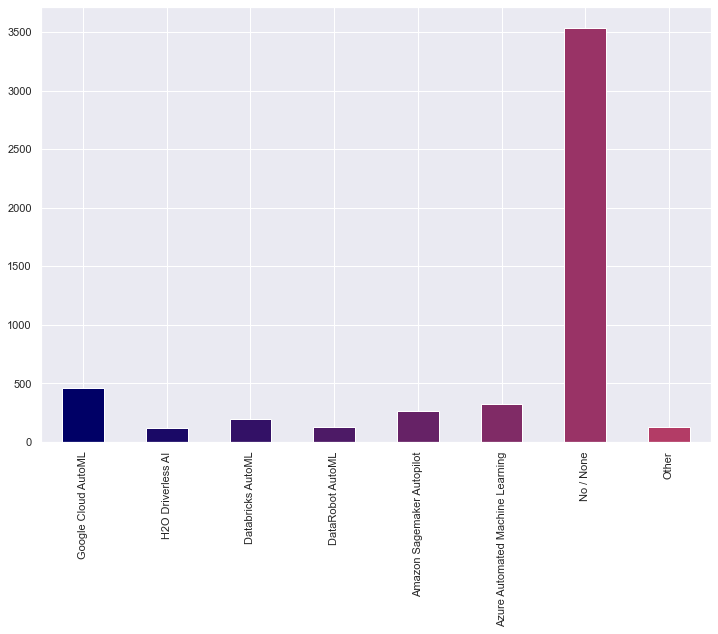 3500
3000
2500
2000
1500
1000
500
0
Google Cloud AutoML
H2O Driverless AI
Databricks AutoML
DataRobot AutoML
Amazon Sagemaker Autopilot
Azure Automated Machine Learning
No / None
Other